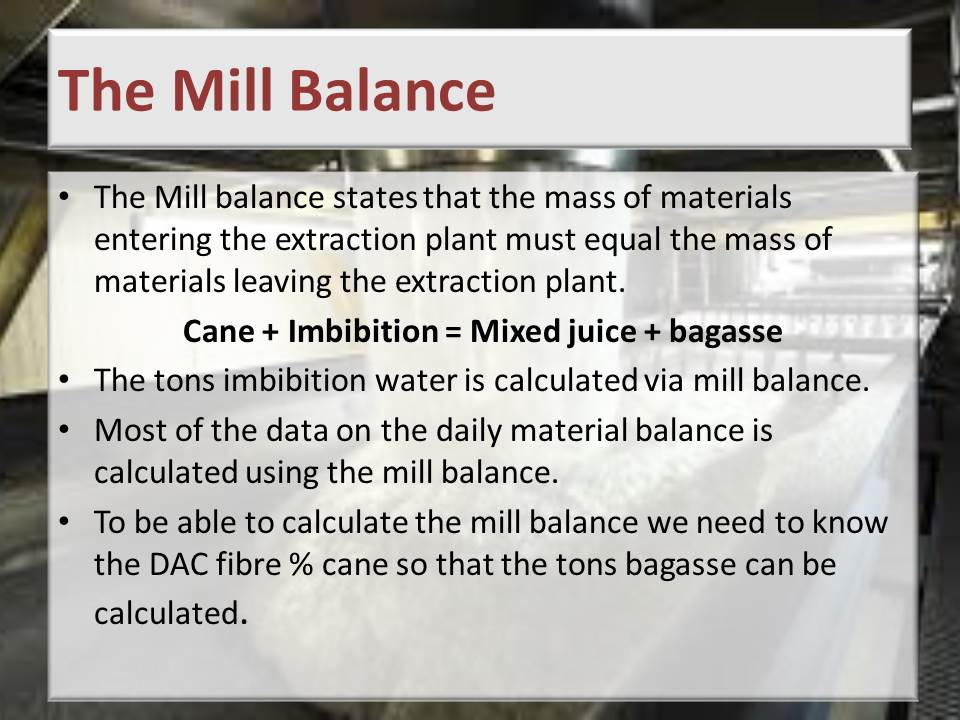 The Mill Balance
• The Mill balance states that the mass of materials
entering the extraction plant must equal the mass of
materials leaving the extraction plant.
Cane + Imbibition = Mixed juice + bagasse
• The tons imbibition water is calculated via mill balance.
• Most of the data on the daily material balance is
calculated using the mill balance.
• To be able to calculate the mill balance we need to know
the DAC fibre % cane so that the tons bagasse can be
calculated.